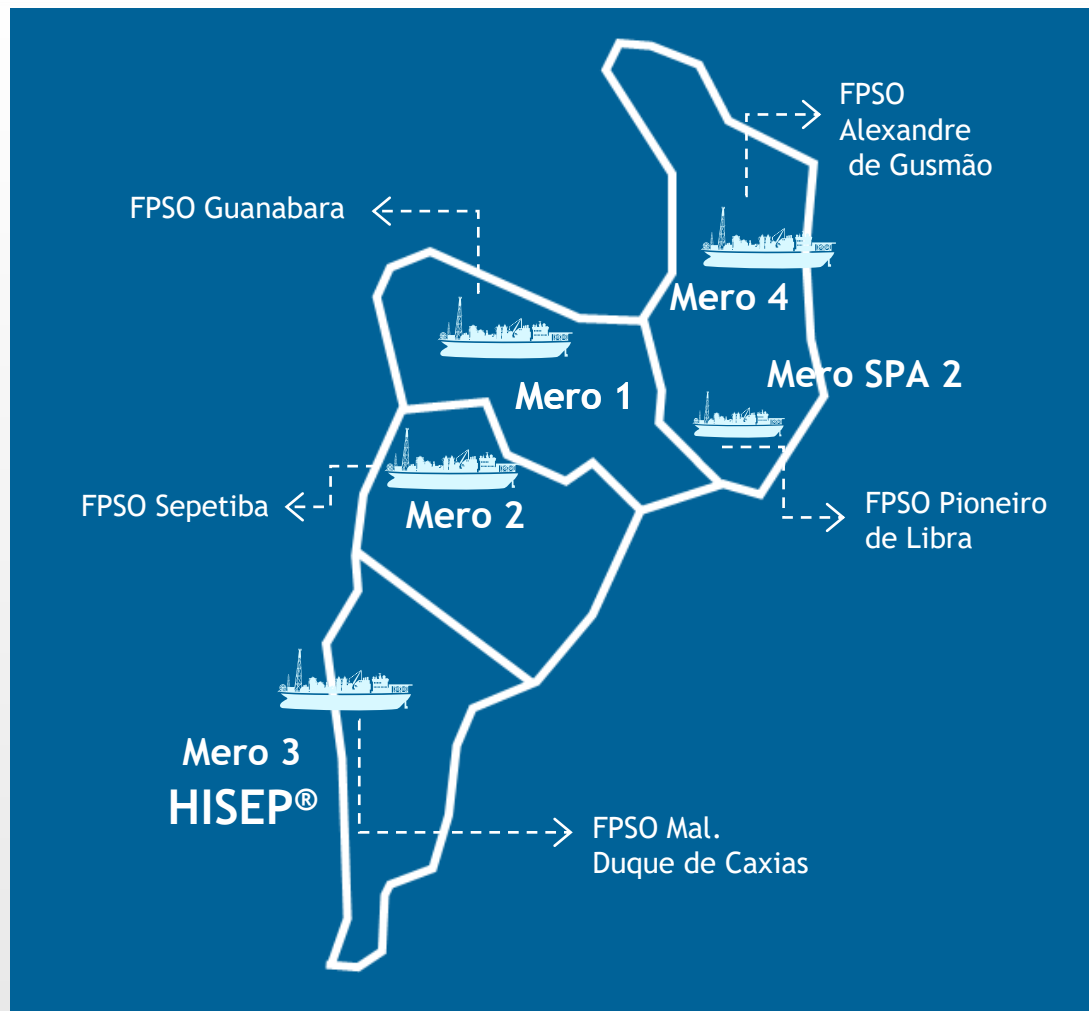 FPSO
Alexandre
de Gusmão
FPSO Guanabara
Mero 4
Mero SPA 2
Mero 1
FPSO Sepetiba
Mero 2
FPSO Pioneiro
de Libra
Mero 3
HISEP®
FPSO Mal.
Duque de Caxias